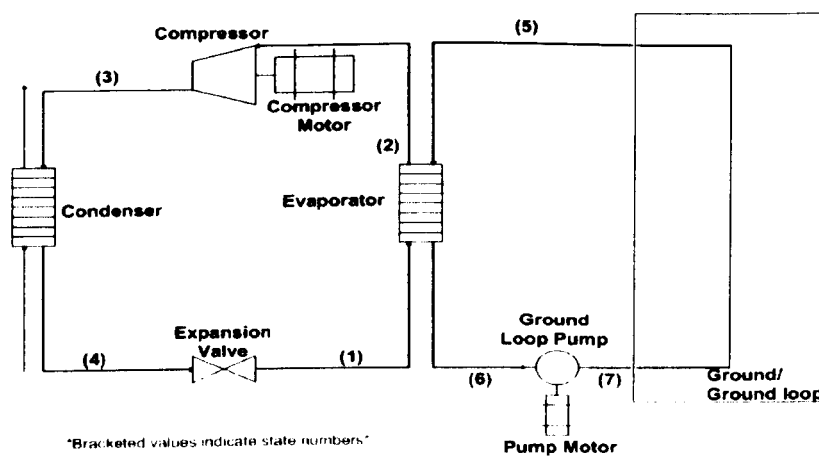 Compressor
(5)
(3)
Compressor
Motor
(2)
Condenser
Evaporator
Expansion
Valve
Ground
Loop Pump
(4)
(1)
(6)
(7)
Ground/
Ground loop
"Bracketed values indicate state numbers"
Pump Motor